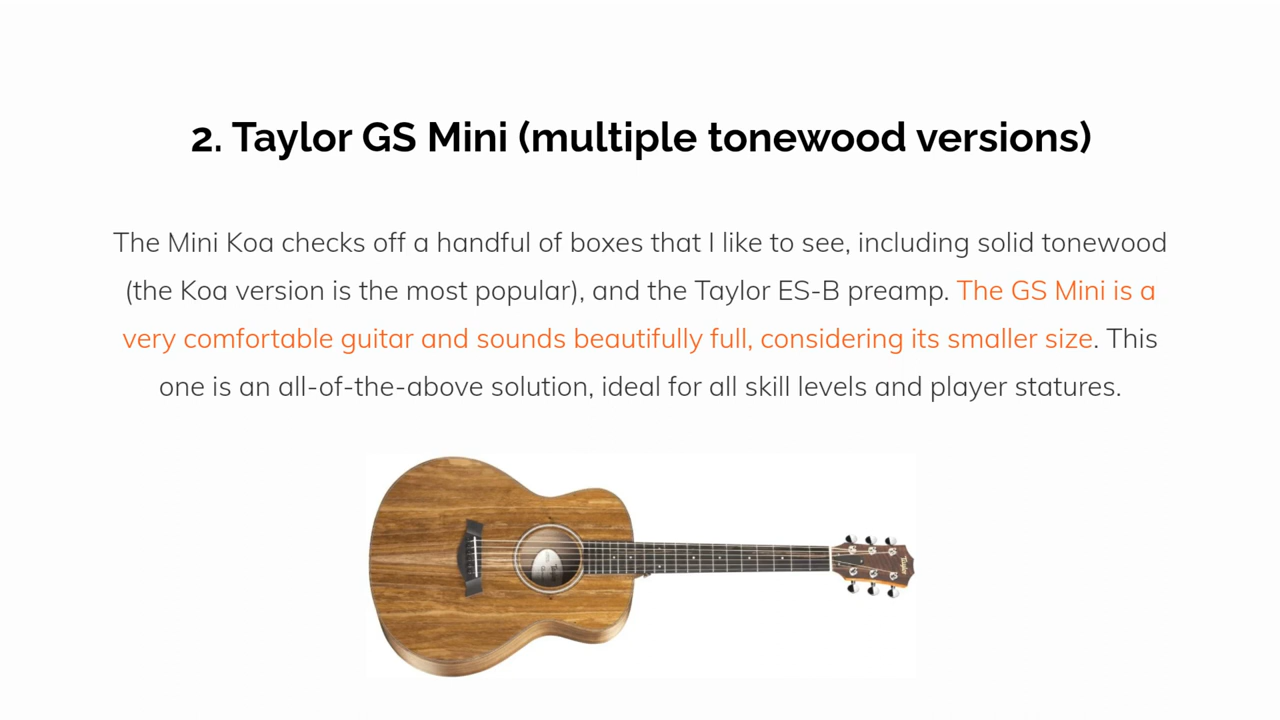 2. Taylor GS Mini (multiple tonewood versions)
The Mini Koa checks off a handful of boxes that I like to see, including solid tonewood
(the Koa version is the most popular), and the Taylor ES-B preamp. The GS Mini is a
very comfortable guitar and sounds beautifully full, considering its smaller size. This
one is an all-of-the-above solution, ideal for all skill levels and player statures.
Taylor